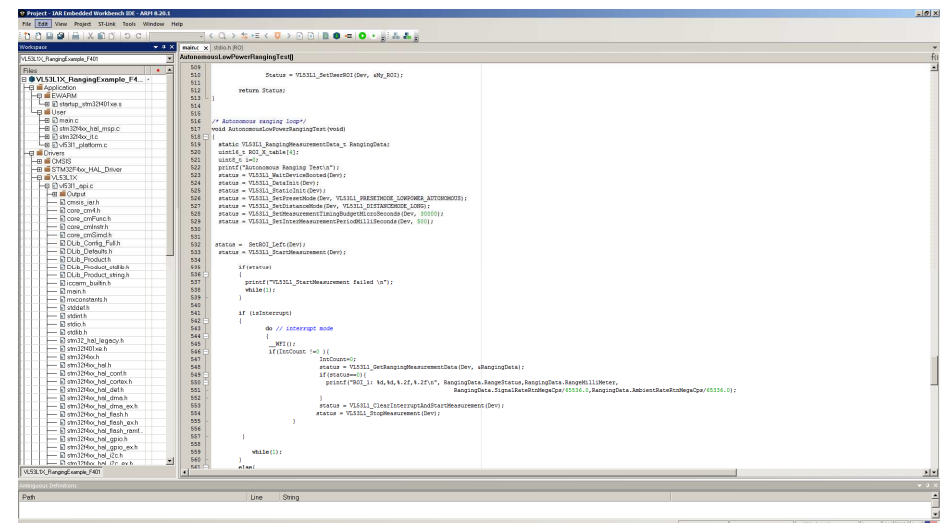 Project - IAR Embedded Workbench IDE - ARM 8.20.1
File Edit View Project ST-Link Tools Window Help
Workspace
main.c x stdio.h (RO)
VL53L1X_RangingExample_F401
AutonomousLowPowerRangingTest()
Files
VL53L1X_RangingExample_F4...
Application
EWARM
startup_stm32f401xe.s
User
main.c
stm32f4xx_hal_msp.c
stm32f4xx_it.c
vl53l1_platform.c
Drivers
CMSIS
STM32F4xx_HAL_Driver
VL53L1X
vl53l1_api.c
Output
cmsis_iar.h
core_cm4.h
core_cmFunc.h
core_cmInstr.h
core_cmSimd.h
DLib_Config_Full.h
DLib_Defaults.h
DLib_Product.h
DLib_Product_stdlib.h
DLib_Product_string.h
iccarm_builtin.h
main.h
mxconstants.h
stddef.h
stdint.h
stdio.h
stdlib.h
stm32_hal_legacy.h
stm32f401xe.h
stm32f4xx.h
stm32f4xx_hal.h
stm32f4xx_hal_conf.h
stm32f4xx_hal_cortex.h
stm32f4xx_hal_def.h
stm32f4xx_hal_dma.h
stm32f4xx_hal_dma_ex.h
stm32f4xx_hal_flash.h
stm32f4xx_hal_flash_ex.h
stm32f4xx_hal_flash_ramf...
stm32f4xx_hal_gpio.h
stm32f4xx_hal_gpio_ex.h
stm32f4xx_hal_i2c.h
stm32f4xx_hal_i2c_ex.h
VL53L1X_RangingExample_F401
509
510 Status = VL53L1_SetUserROI(Dev, &My_ROI);
511
512 return Status;
513 }
514
515
516 /* Autonomous ranging loop*/
517 void AutonomousLowPowerRangingTest(void)
518 {
519 static VL53L1_RangingMeasurementData_t RangingData;
520 uint16_t ROI_X_table[4];
521 uint8_t i=0;
522 printf("Autonomous Ranging Test\n");
523 status = VL53L1_WaitDeviceBooted(Dev);
524 status = VL53L1_DataInit(Dev);
525 status = VL53L1_StaticInit(Dev);
526 status = VL53L1_SetPresetMode(Dev, VL53L1_PRESETMODE_LOWPOWER_AUTONOMOUS);
527 status = VL53L1_SetDistanceMode(Dev, VL53L1_DISTANCEMODE_LONG);
528 status = VL53L1_SetMeasurementTimingBudgetMicroSeconds(Dev, 30000);
529 status = VL53L1_SetInterMeasurementPeriodMilliSeconds(Dev, 500);
530
531
532 status = SetROI_Left(Dev);
533 status = VL53L1_StartMeasurement(Dev);
534
535 if(status)
536 {
537 printf("VL53L1_StartMeasurement failed \n");
538 while(1);
539 }
540
541 if (isInterrupt)
542 {
543 do // interrupt mode
544 {
545 __WFI();
546 if(IntCount !=0 ){
547 IntCount=0;
548 status = VL53L1_GetRangingMeasurementData(Dev, &RangingData);
549 if(status==0){
550 printf("ROI_1: %d,%d,%.2f,%.2f\n", RangingData.RangeStatus,RangingData.RangeMilliMeter,
551 RangingData.SignalRateRtnMegaCps/65536.0,RangingData.AmbientRateRtnMegaCps/65336.0);
552 }
553 status = VL53L1_ClearInterruptAndStartMeasurement(Dev);
554 status = VL53L1_StopMeasurement(Dev);
555 }
556
557 }
558
559 while(1);
560 }
561 else{
Ambiguous Definitions
Path Line String